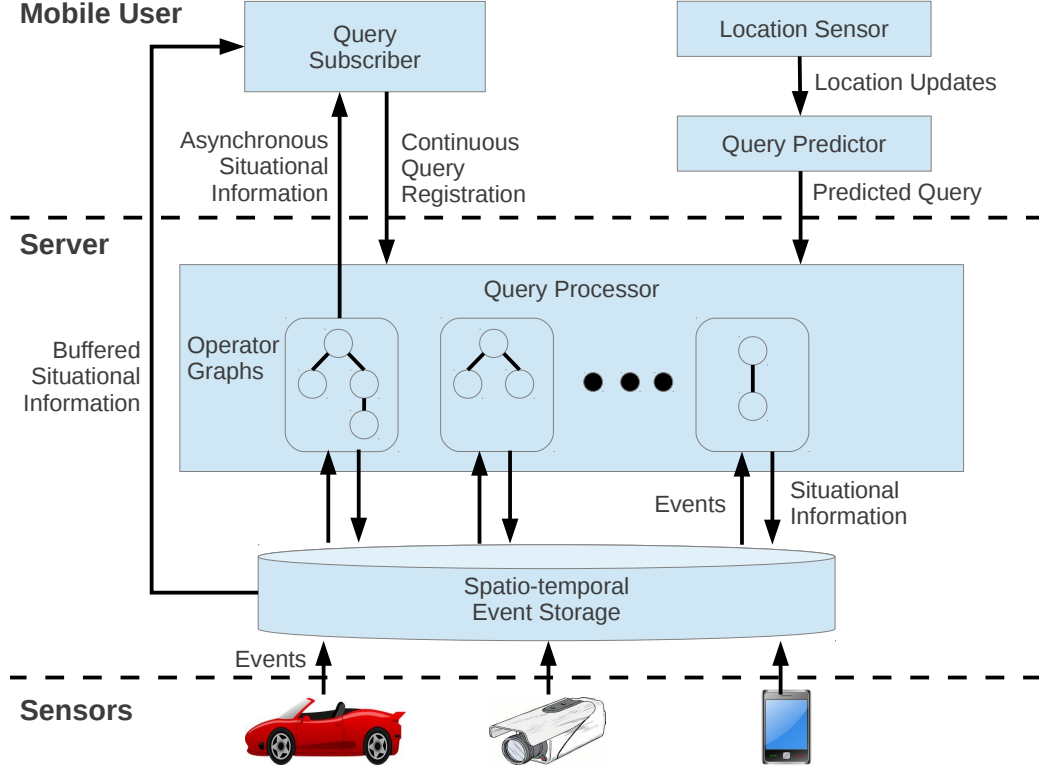 Mobile User
Query
Subscriber
Location Sensor
Location Updates
Query Predictor
Predicted Query
Asynchronous
Situational
Information
Continuous
Query
Registration
Server
Query Processor
Operator
Graphs
Buffered
Situational
Information
Events
Situational
Information
Spatio-temporal
Event Storage
Events
Sensors